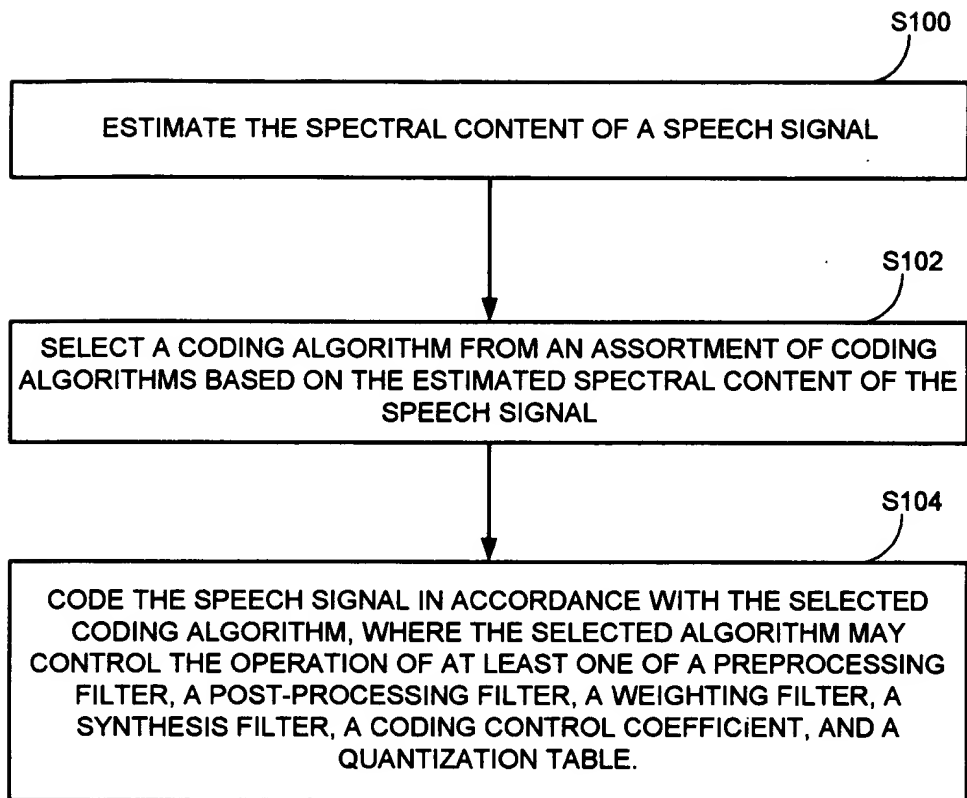 S100
ESTIMATE THE SPECTRAL CONTENT OF A SPEECH SIGNAL
S102
SELECT A CODING ALGORITHM FROM AN ASSORTMENT OF CODING
ALGORITHMS BASED ON THE ESTIMATED SPECTRAL CONTENT OF THE
SPEECH SIGNAL
S104
CODE THE SPEECH SIGNAL IN ACCORDANCE WITH THE SELECTED
CODING ALGORITHM, WHERE THE SELECTED ALGORITHM MAY
CONTROL THE OPERATION OF AT LEAST ONE OF A PREPROCESSING
FILTER, A POST-PROCESSING FILTER, A WEIGHTING FILTER, A
SYNTHESIS FILTER, A CODING CONTROL COEFFICiENT, AND A
QUANTIZATION TABLE.